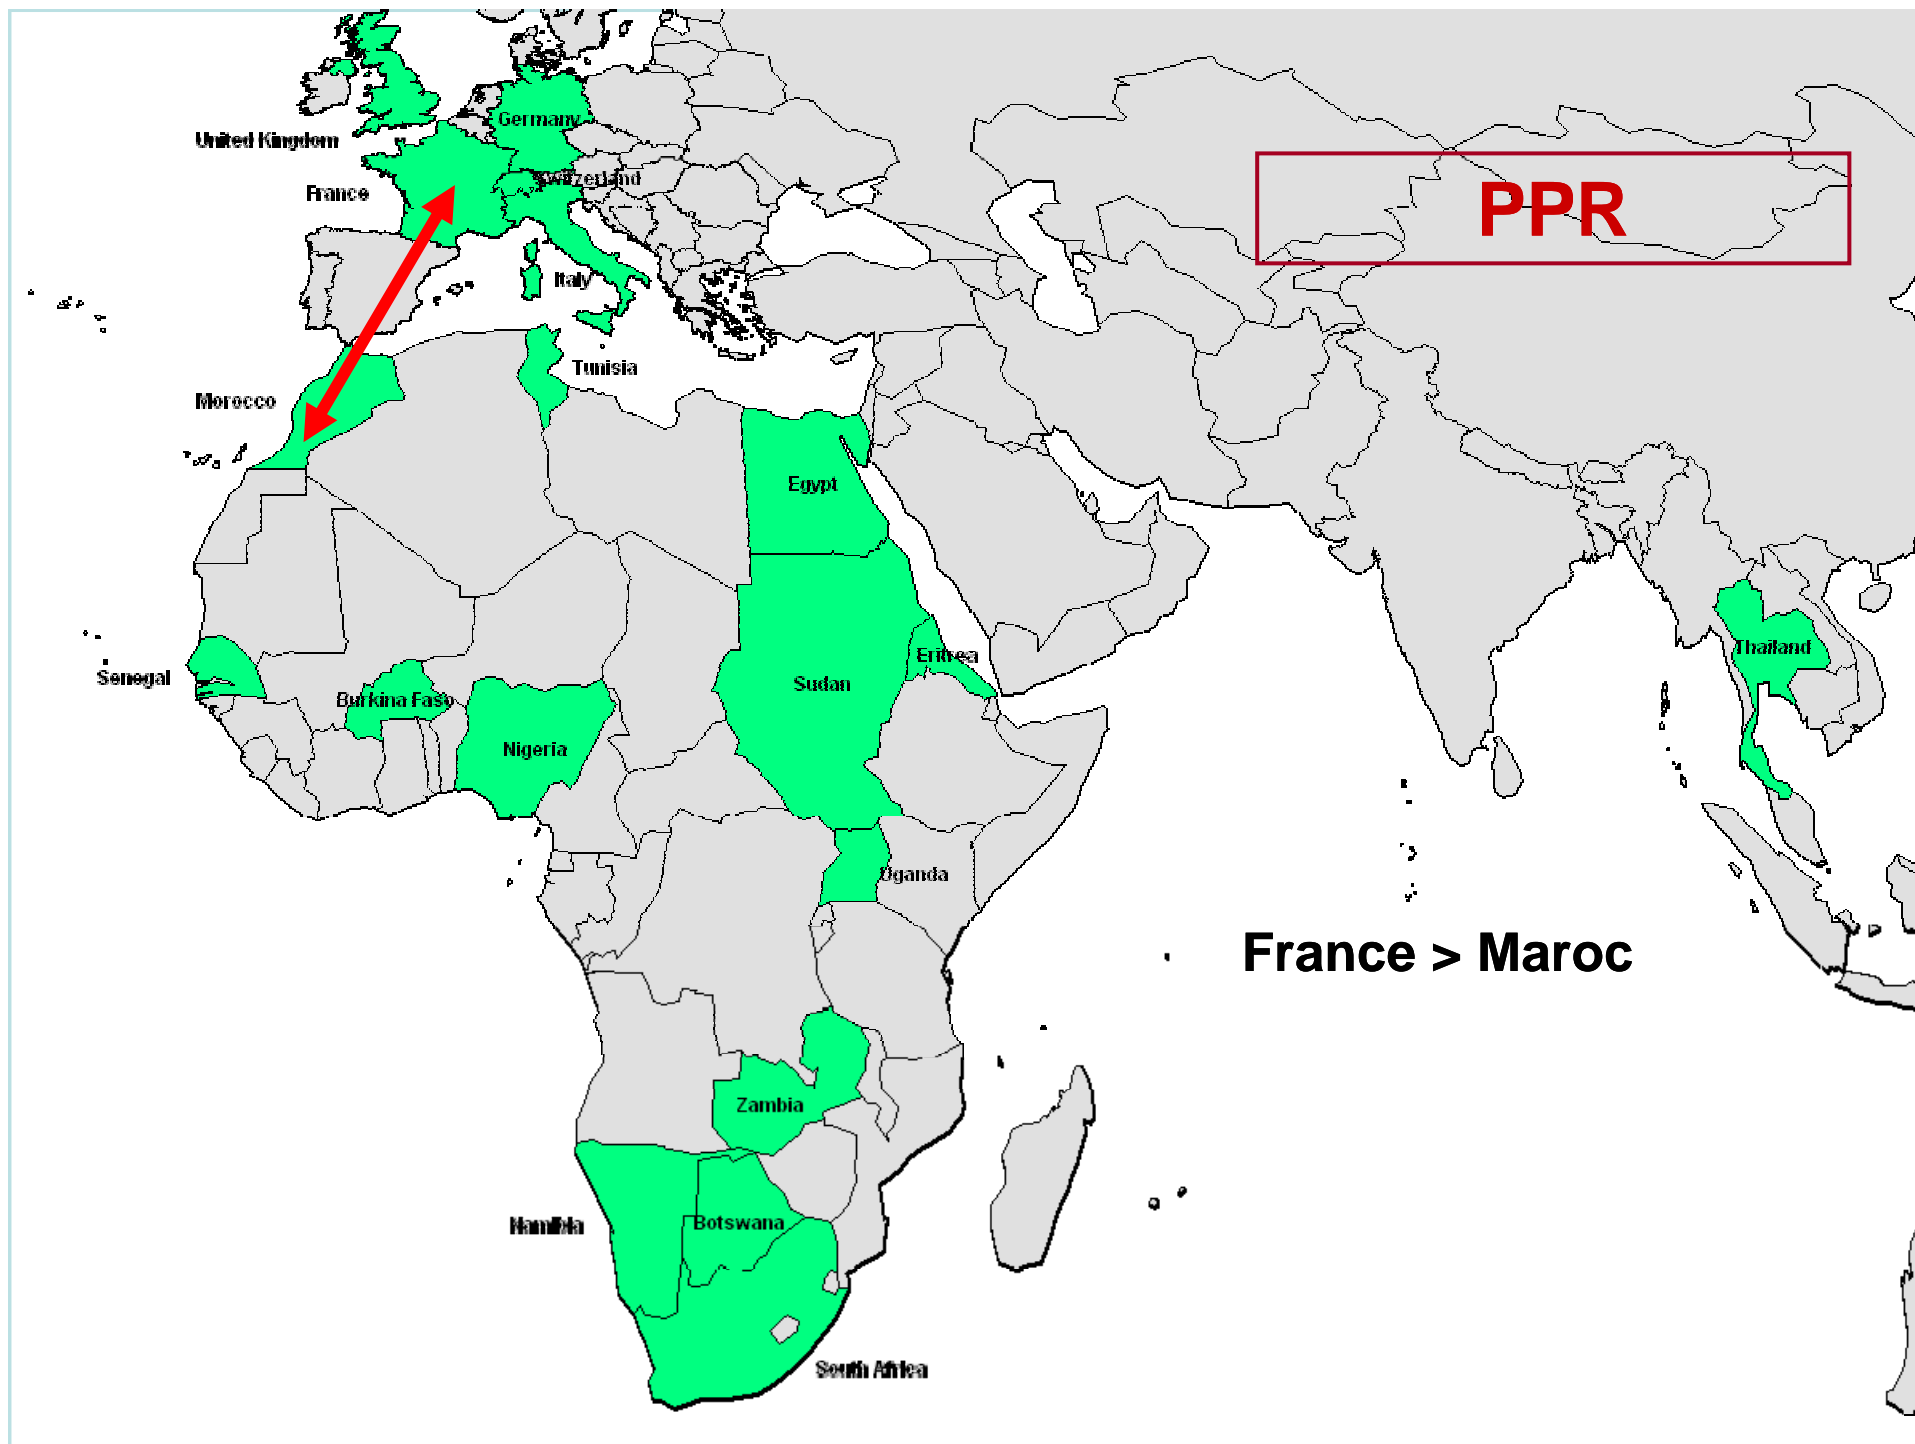 Germany
United Kingdom
Switzerland
PPR
France
Italy
Tunisia
Morocco
Egypt
Thailand
Eritrea
Senegal
Sudan
Burkina Faso
Nigeria
Uganda
France > Maroc
Zambia
Namibia
Botswana
South Africa